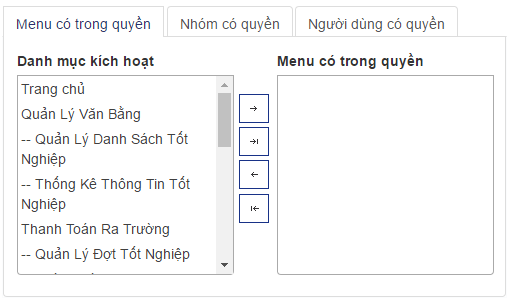 Menu có trong quyền
Nhóm có quyền
Người dùng có quyền
Danh mục kích hoạt
Menu có trong quyền
Trang chủ
Quản Lý Văn Bằng
-- Quản Lý Danh Sách Tốt
Nghiệp
-- Thống Kê Thông Tin Tốt
Nghiệp
Thanh Toán Ra Trường
-- Quản Lý Đợt Tốt Nghiệp